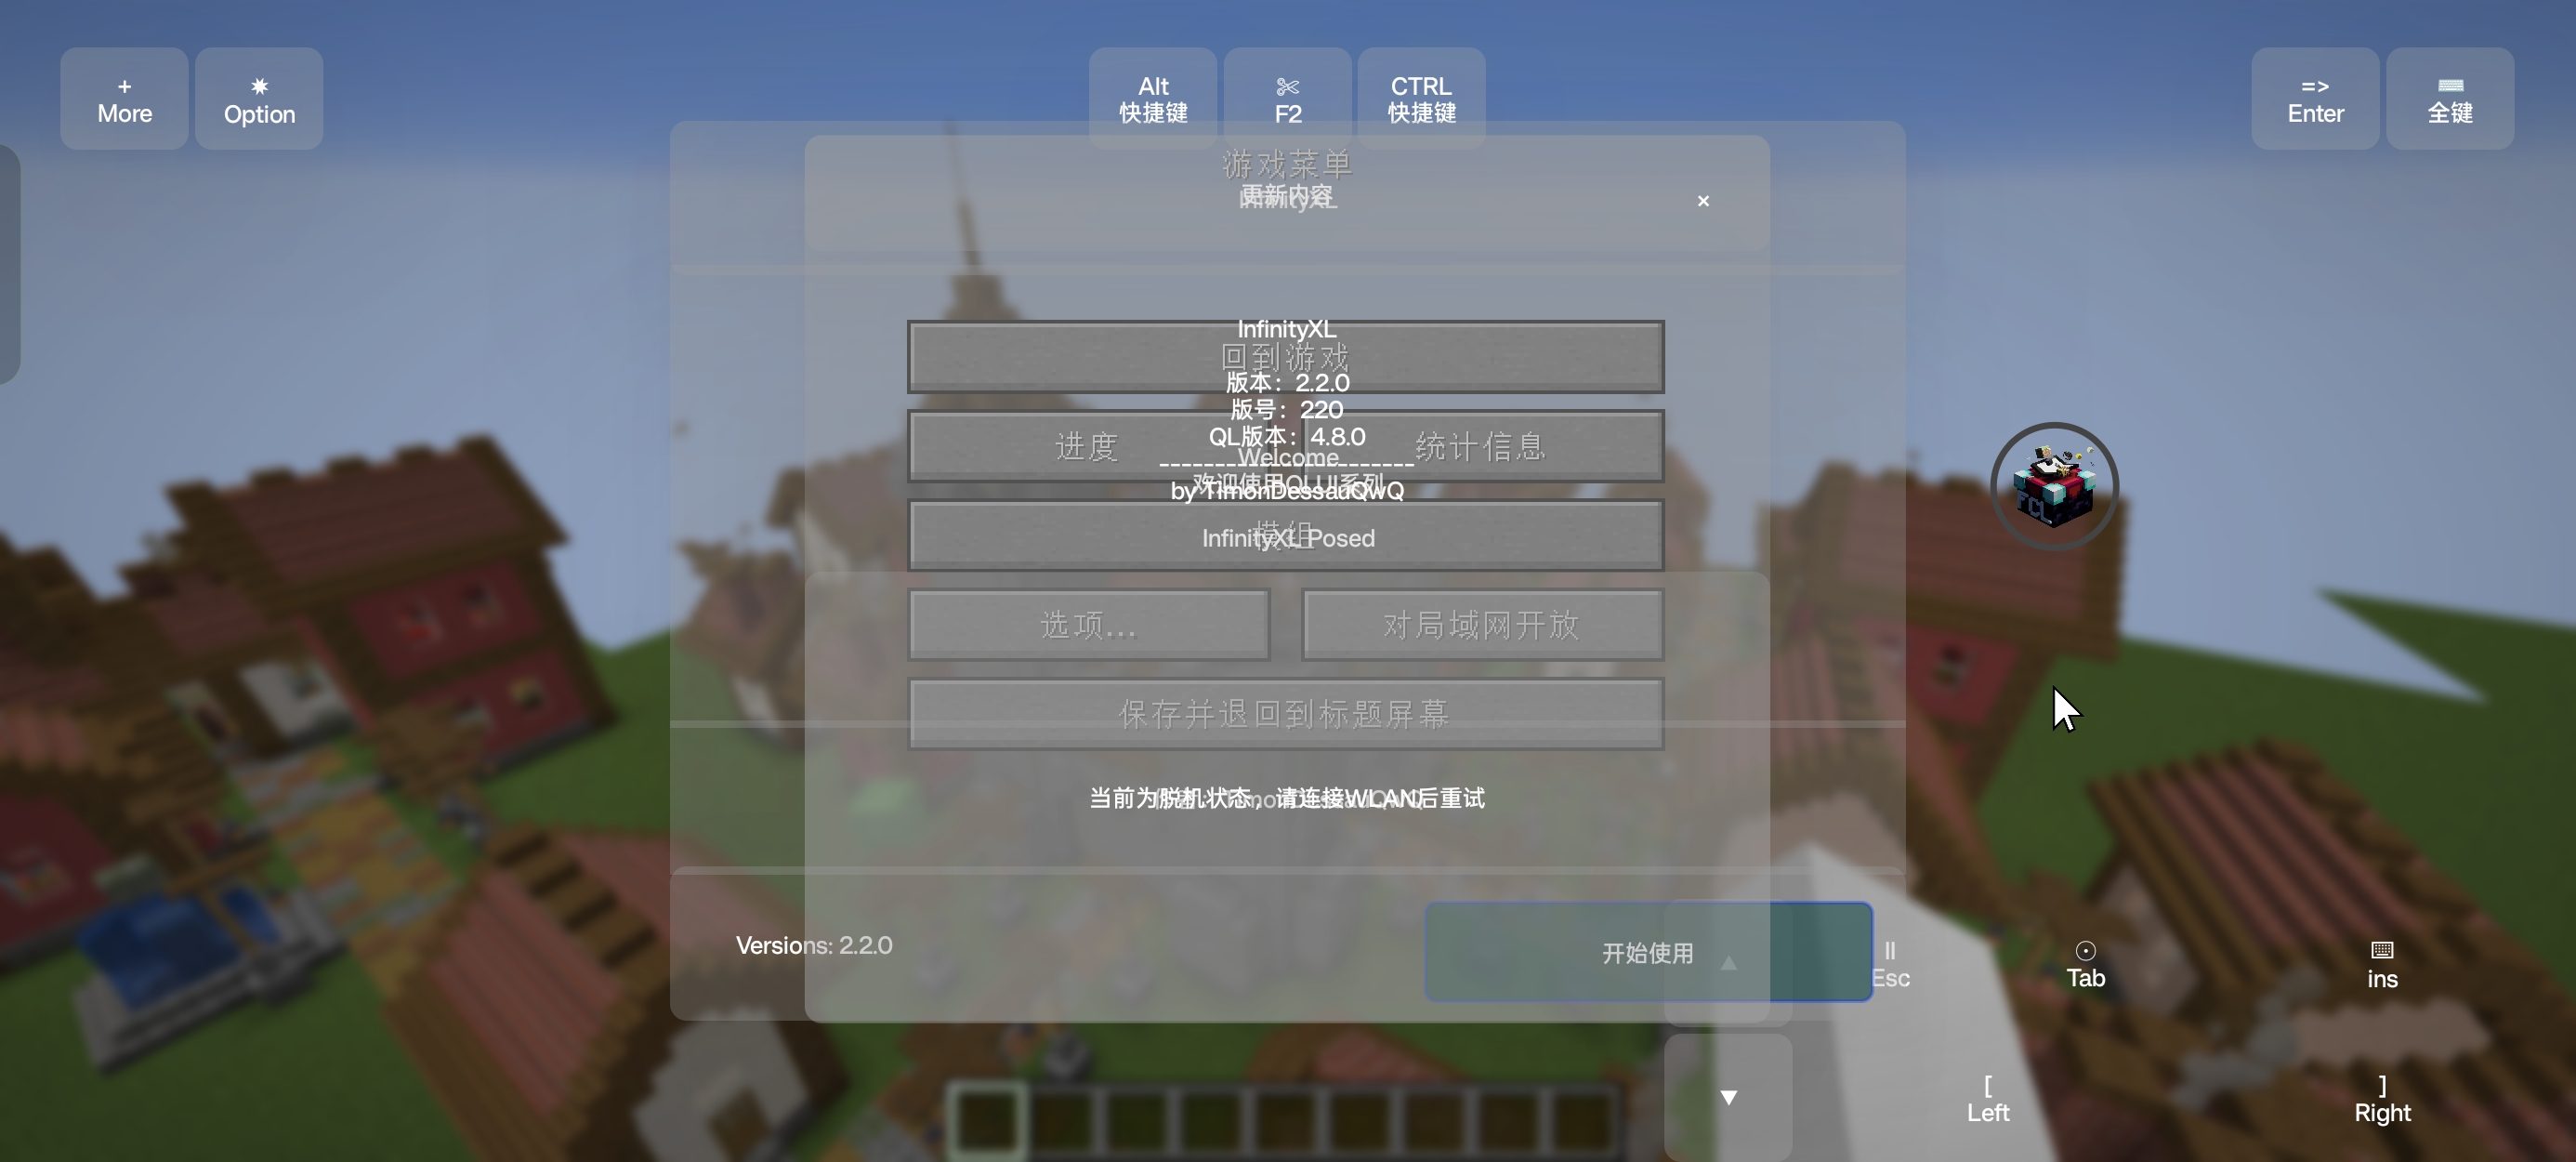 +
More
✷
Option
Alt
快捷键
✄
F2
CTRL
快捷键
=>
Enter
全键
游戏菜单
更新内容
InfinityXL
×
InfinityXL
回到游戏
版本：2.2.0
版号：220
进度
QL版本：4.8.0
统计信息
Welcome
-----------------------
欢迎使用QLUI系列
by TimonDessauQwQ
模组
InfinityXL Posed
选项...
对局域网开放
保存并退回到标题屏幕
当前为脱机状态，请连接WLAN后重试
TimonDessauQwQ
Versions: 2.2.0
开始使用
▲
II
Esc
Tab
ins
FCL
▼
[
Left
]
Right